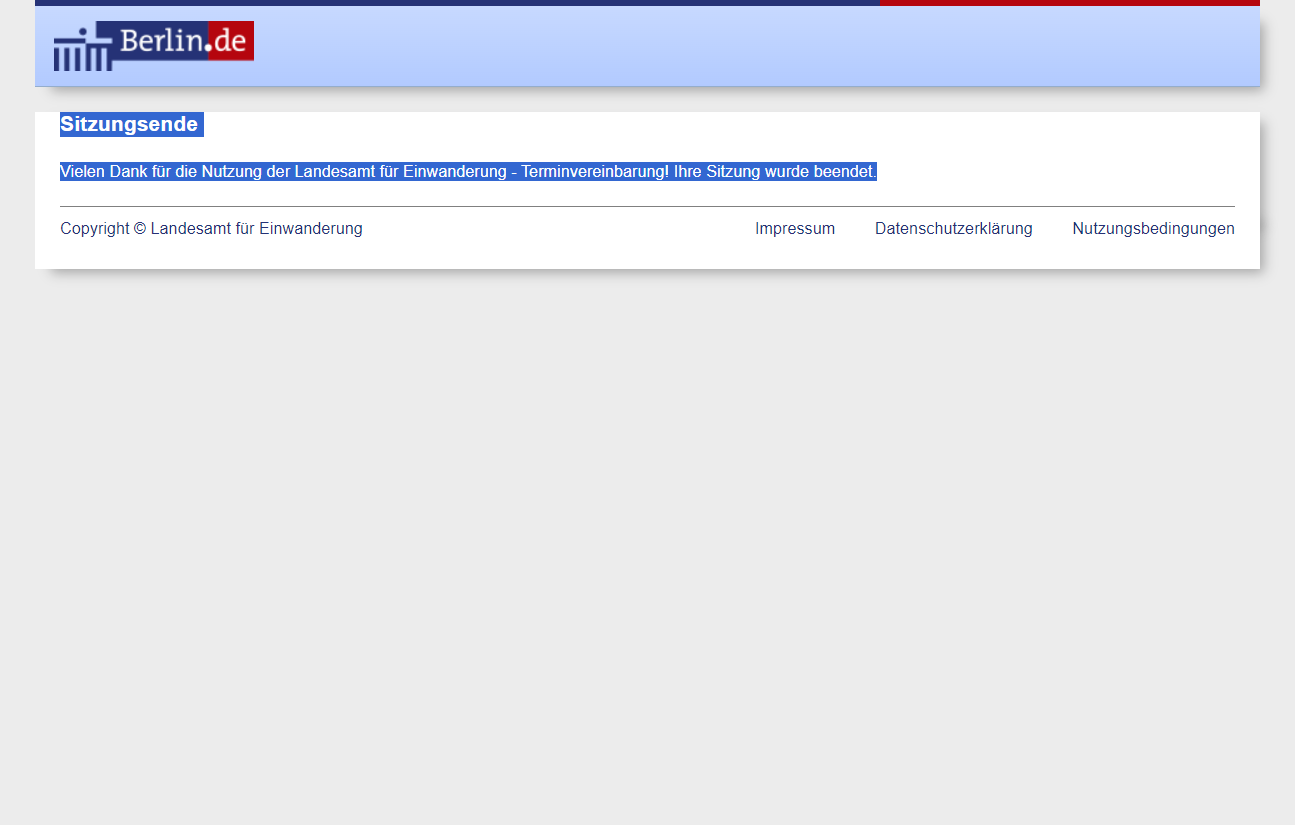 Berlin.de
Sitzungsende
Vielen Dank für die Nutzung der Landesamt für Einwanderung - Terminvereinbarung! Ihre Sitzung wurde beendet.
Copyright © Landesamt für Einwanderung Impressum Datenschutzerklärung Nutzungsbedingungen